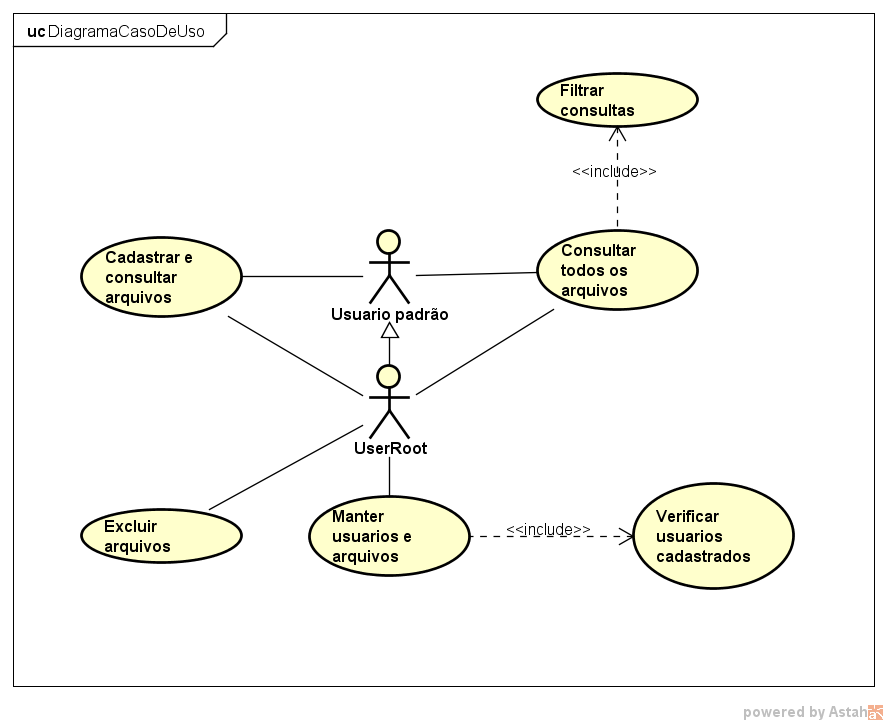 uc DiagramaCasoDeUso
Filtrar
consultas
<<include>>
Cadastrar e
consultar
arquivos
Consultar
todos os
arquivos
Usuario padrão
UserRoot
Excluir
arquivos
Manter
usuarios e
arquivos
<<include>>
Verificar
usuarios
cadastrados
powered by Astah